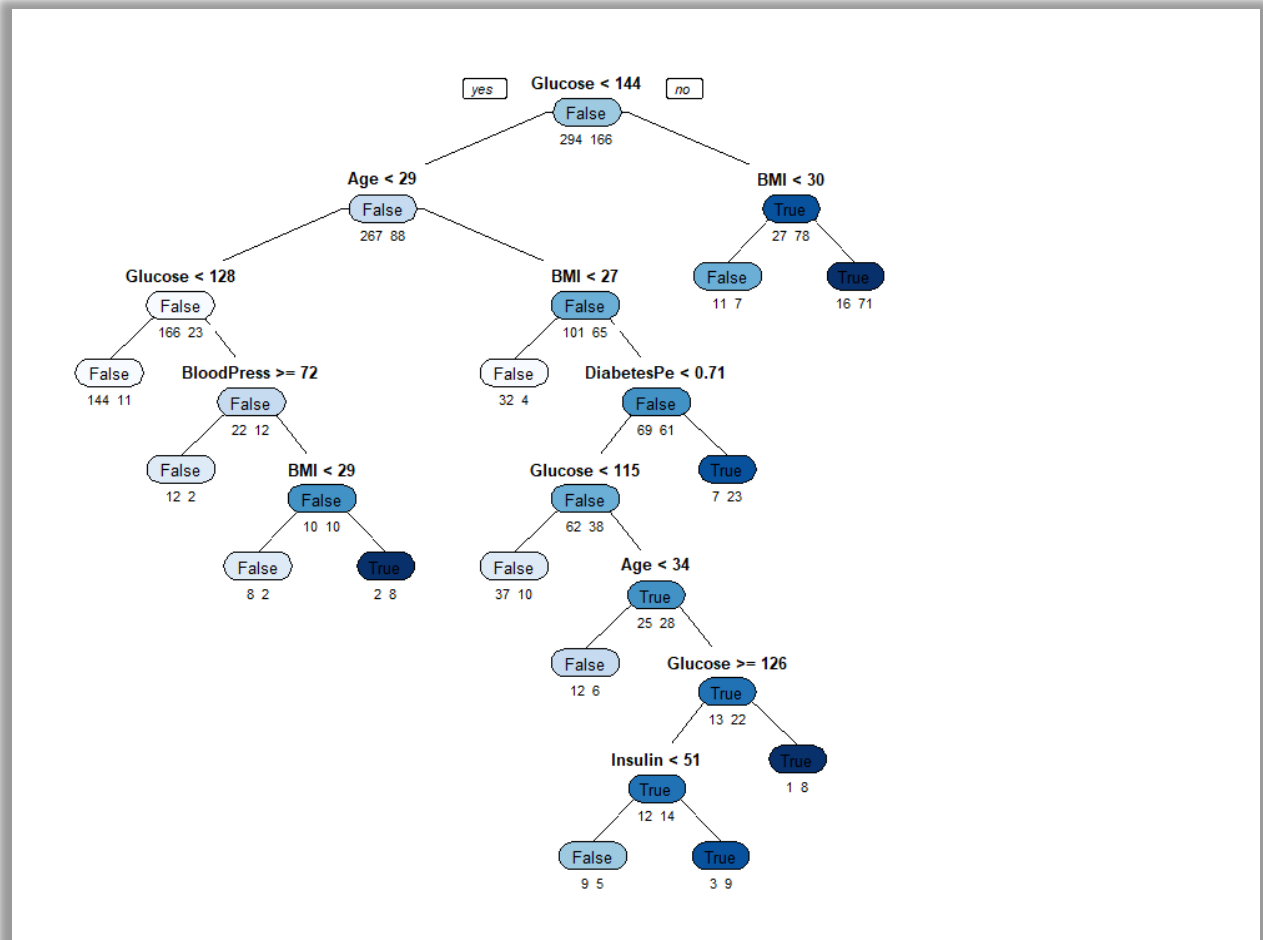 yes Glucose < 144 no
False
294 166
Age < 29 BMI < 30
False True
267 88 27 78
Glucose < 128 BMI < 27 False True
False False 11 7 16 71
166 23 101 65
False BloodPress >= 72 False DiabetesPe < 0.71
144 11 False 32 4 False
22 12 69 61
False BMI < 29 Glucose < 115 True
12 2 False False 7 23
10 10 62 38
False True False Age < 34
8 2 2 8 37 10 True
25 28
False Glucose >= 126
12 6 True
13 22
Insulin < 51 True
True 1 8
12 14
False True
9 5 3 9